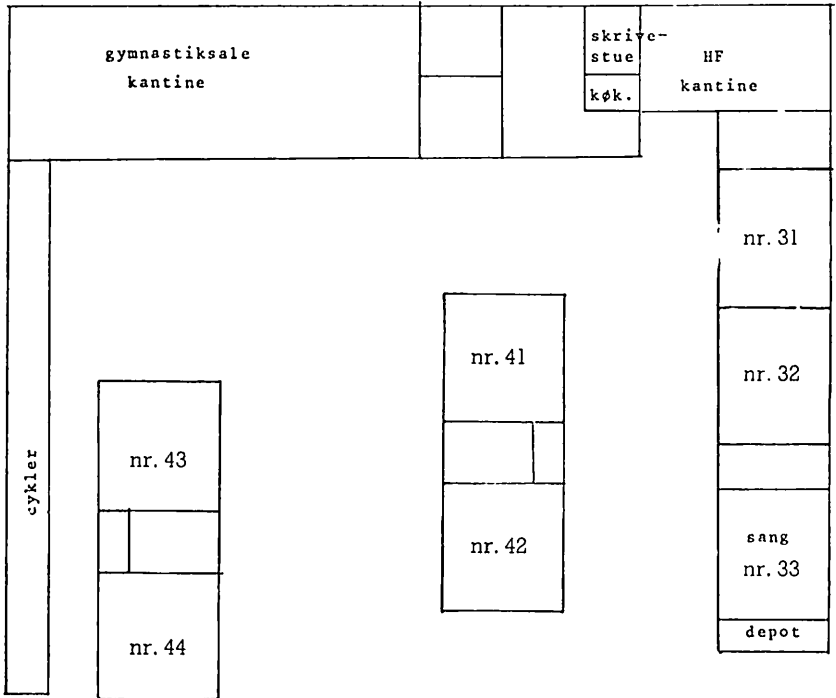 gymnastiksale
kantine
skrive-
stue
køk.
HF
kantine
nr. 31
nr. 41
nr. 32
nr. 43
cykler
nr. 42
sang
nr. 33
depot
nr. 44